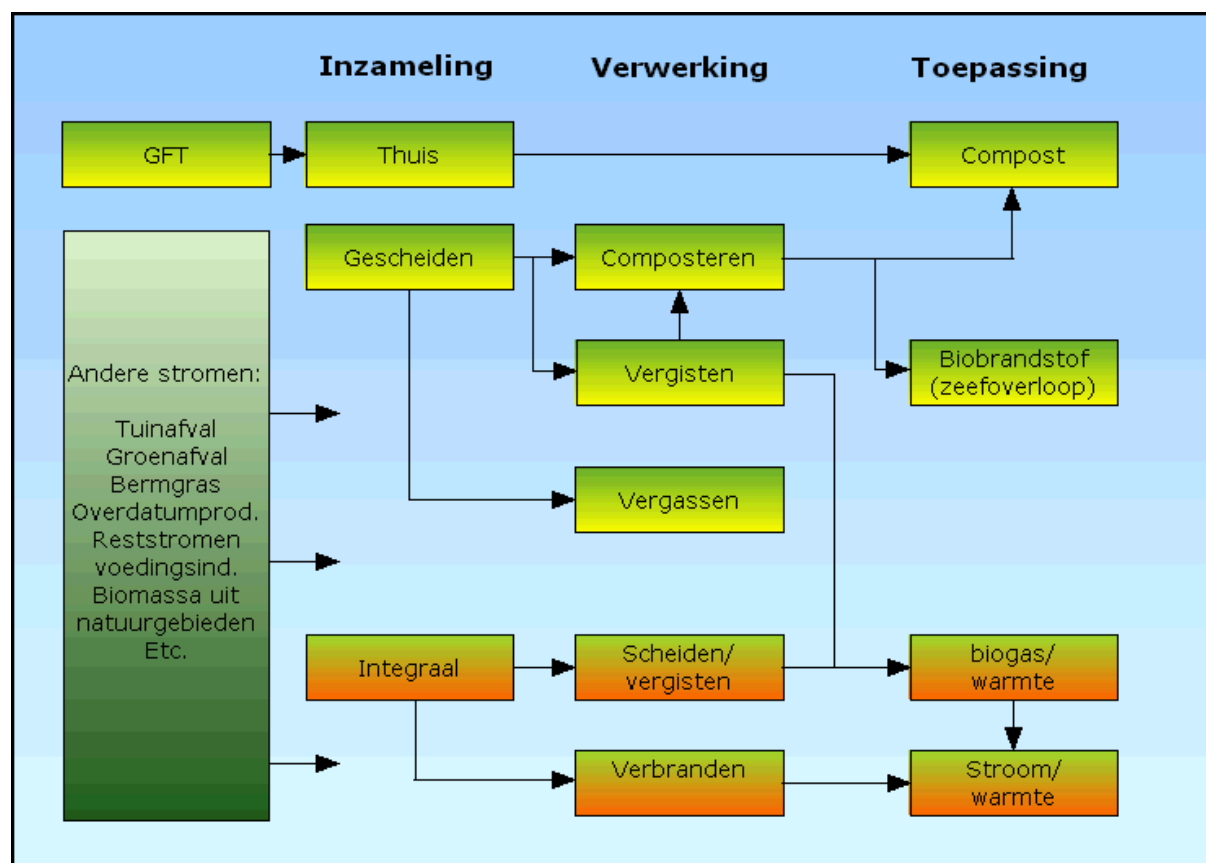 Inzameling
Verwerking
Toepassing
GFT
Thuis
Compost
Gescheiden
Composteren
Vergisten
Biobrandstof
(zeefoverloop)
Andere stromen:
Tuinafval
Groenafval
Bermgras
Overdatumprod.
Reststromen
voedingsind.
Biomassa uit
natuurgebieden
Etc.
Vergassen
Integraal
Scheiden/
vergisten
biogas/
warmte
Verbranden
Stroom/
warmte